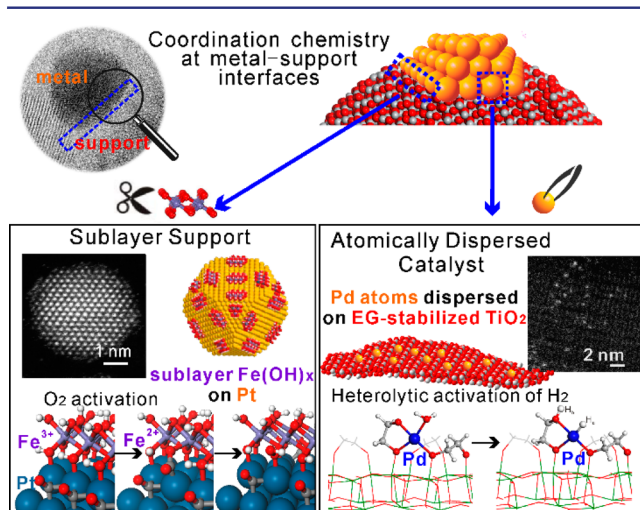 Coordination chemistry
at metal-support
interfaces
metal
support
Sublayer Support
1 nm
sublayer Fe(OH)x
on Pt
O2 activation
Fe3+
Fe2+
Pt
Atomically Dispersed
Catalyst
Pd atoms dispersed
on EG-stabilized TiO2
2 nm
Heterolytic activation of H2
Pd
Pd